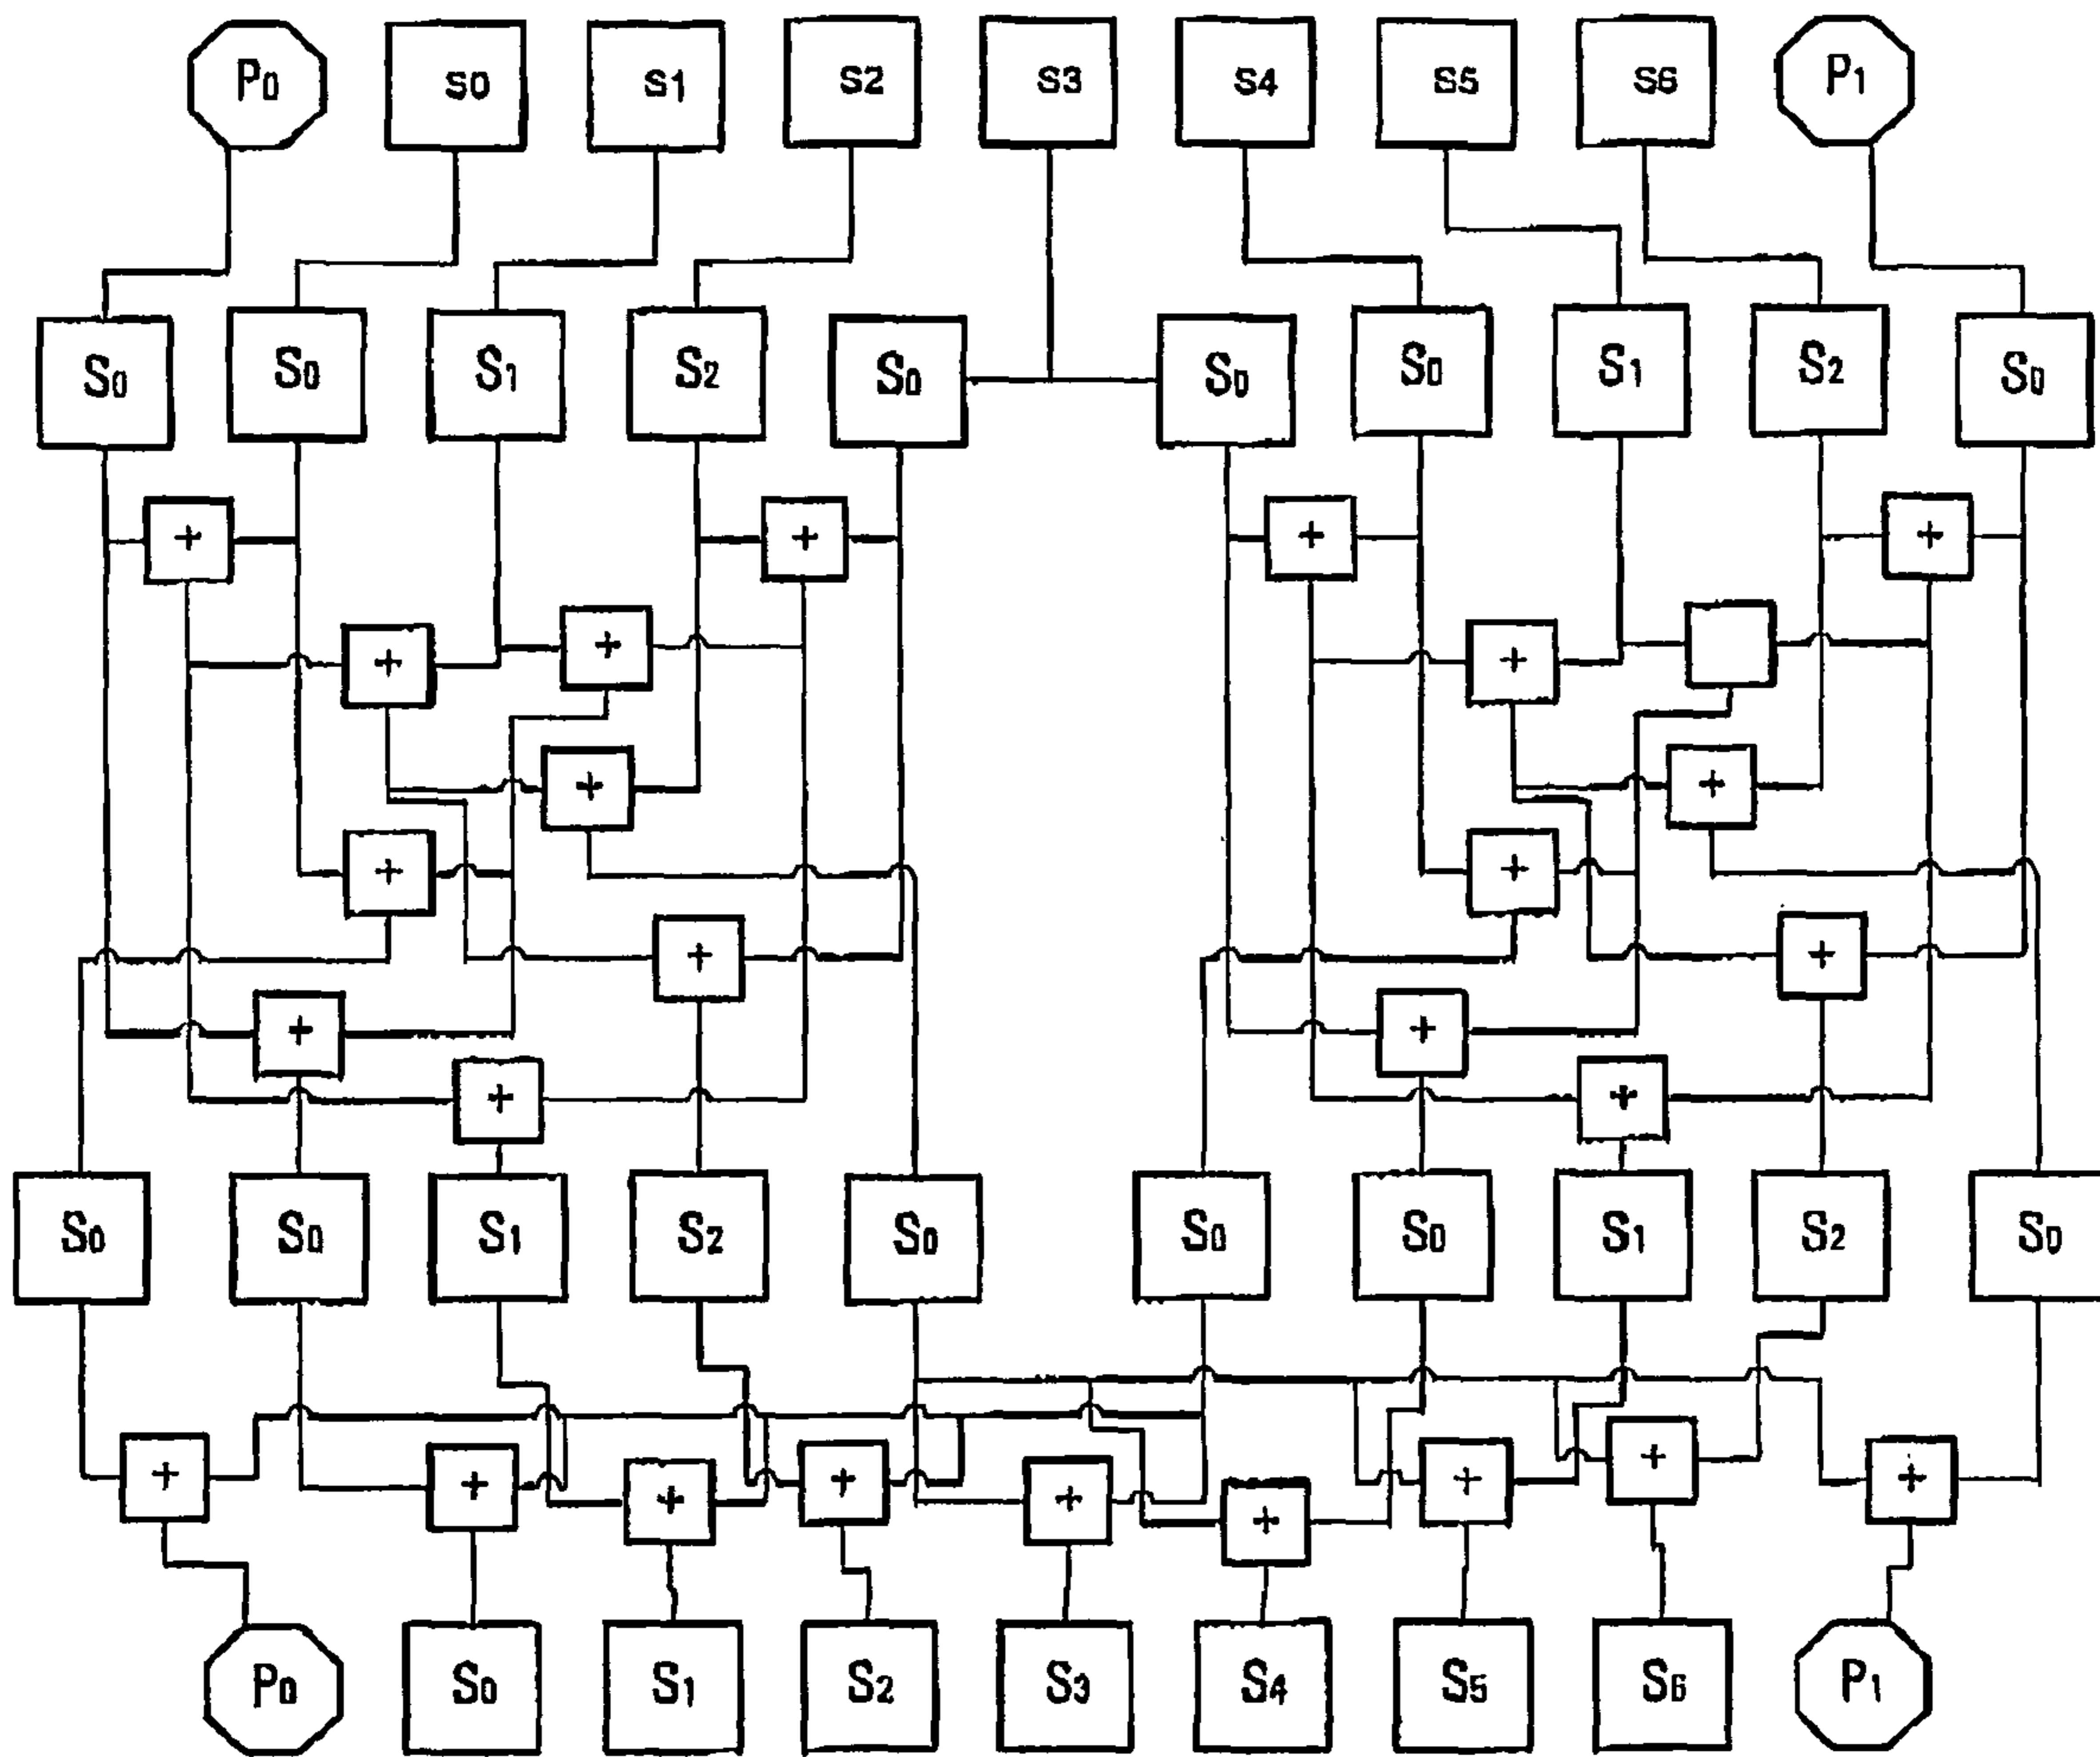 P0 s0 s1 s2 s3 s4 s5 s6 P1
S0 S0 S1 S2 S0 S0 S0 S1 S2 S0
+ + + +
+ + +
+ +
+ +
+ +
+ +
+ +
S0 S0 S1 S2 S0 S0 S0 S1 S2 S0
+ + + + + + + + +
P0 S0 S1 S2 S3 S4 S5 S6 P1